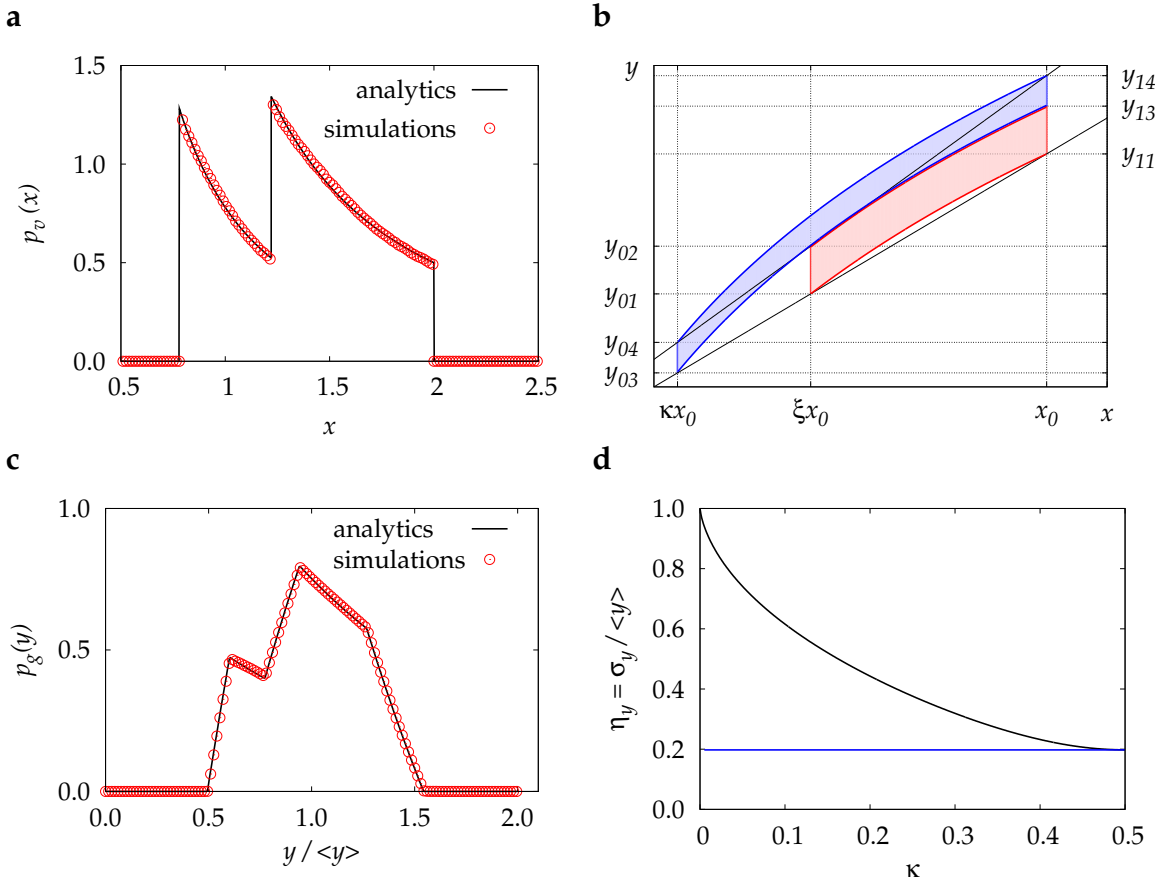 a
1.5
1.0
0.5
0.0
0.5
1
1.5
2
2.5
p_v(x)
x
analytics
simulations
b
y
y_02
y_01
y_04
y_03
y_14
y_13
y_11
κx_0
ξx_0
x_0
x
c
1.0
0.5
0.0
0.0
0.5
1.0
1.5
2.0
p_g(y)
y / <y>
analytics
simulations
d
1.0
0.8
0.6
0.4
0.2
0.0
0
0.1
0.2
0.3
0.4
0.5
η_y = σ_y / <y>
κ